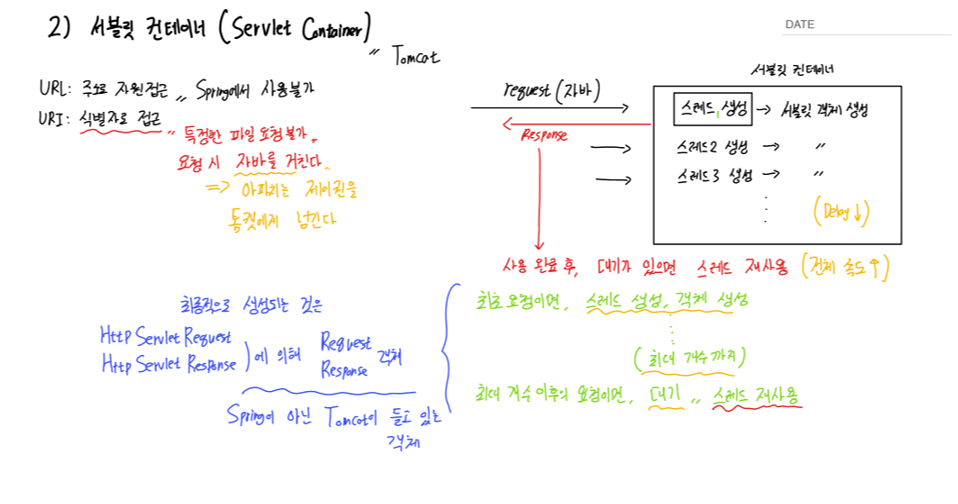 DATE
2) 서블릿 컨테이너 (Servlet Container)
〃 Tomcat
URL: 주소로 자원접근 〃 Spring에서 사용불가
URI: 식별자로 접근
〃 특정한 파일 요청불가.
요청 시 자바를 거친다.
=> 아파치는 제어권을
톰캣에게 넘긴다
request (자바)
Response
서블릿 컨테이너
스레드1 생성 → 서블릿 객체 생성
→ 스레드2 생성 → 〃
→ 스레드3 생성 → 〃
(Delay↓)
사용 완료 후, 대기가 있으면 스레드 재사용 (전체 속도↑)
최초 요청이면, 스레드 생성, 객체 생성
(최대 개수까지)
최대 개수 이후의 요청이면, 대기 〃 스레드 재사용
최종적으로 생성되는 것은
Http Servlet Request
Http Servlet Response )에 의해 Request
Response 객체
Spring이 아닌 Tomcat이 들고 있는
객체